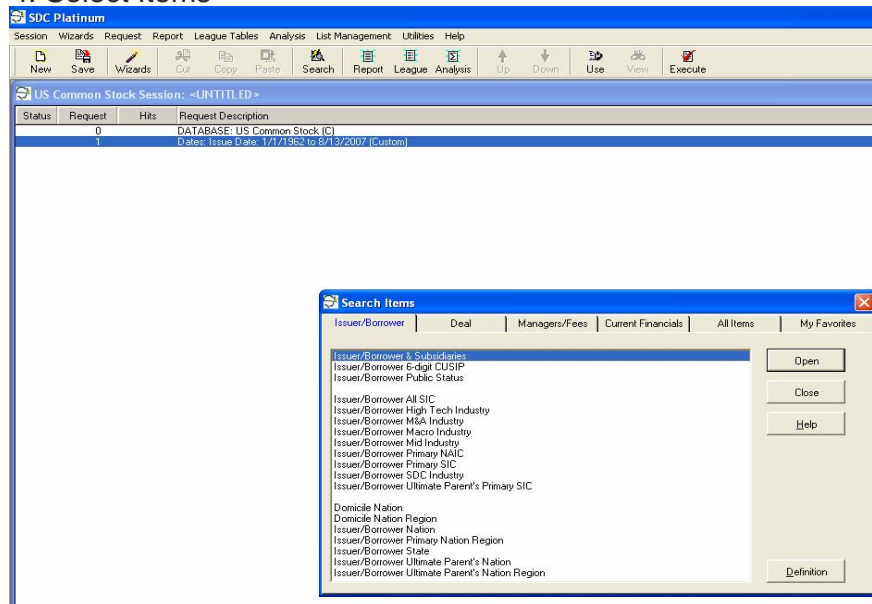 4. Select Items
SDC Platinum
Session Wizards Request Report League Tables Analysis List Management Utilities Help
New Save Wizards Cut Copy Paste Search Report League Analysis Up Down Use View Execute
US Common Stock Session: <UNTITLED>
Status Request Hits Request Description
0 DATABASE: US Common Stock (C)
1 Dates: Issue Date: 1/1/1962 to 8/13/2007 (Custom)
Search Items
Issuer/Borrower Deal Managers/Fees Current Financials All Items My Favorites
Issuer/Borrower & Subsidiaries
Issuer/Borrower 6-digit CUSIP
Issuer/Borrower Public Status
Issuer/Borrower All SIC
Issuer/Borrower High Tech Industry
Issuer/Borrower M&A Industry
Issuer/Borrower Macro Industry
Issuer/Borrower Mid Industry
Issuer/Borrower Primary NAIC
Issuer/Borrower Primary SIC
Issuer/Borrower SDC Industry
Issuer/Borrower Ultimate Parent's Primary SIC
Domicile Nation
Domicile Nation Region
Issuer/Borrower Nation
Issuer/Borrower Primary Nation Region
Issuer/Borrower State
Issuer/Borrower Ultimate Parent's Nation
Issuer/Borrower Ultimate Parent's Nation Region
Open
Close
Help
Definition